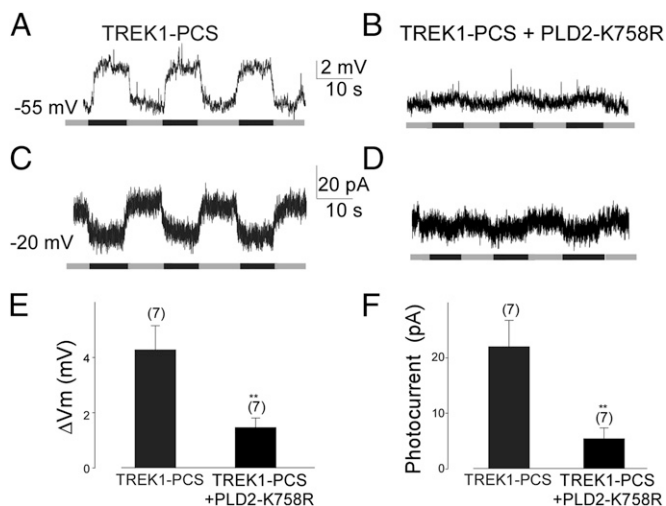 A
TREK1-PCS
2 mV
10 s
-55 mV
B
TREK1-PCS + PLD2-K758R
C
20 pA
10 s
-20 mV
D
E
ΔVm (mV)
4
2
0
(7)
**
(7)
TREK1-PCS
TREK1-PCS
+PLD2-K758R
F
Photocurrent (pA)
20
10
0
(7)
**
(7)
TREK1-PCS
TREK1-PCS
+PLD2-K758R